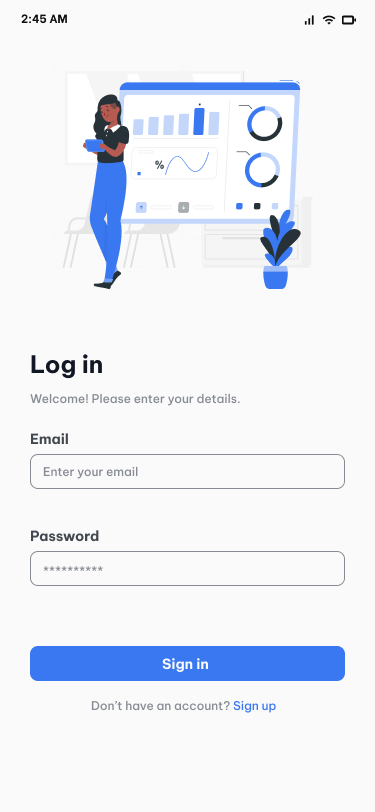 2:45 AM
%
Log in
Welcome! Please enter your details.
Email
Enter your email
Password
**********
Sign in
Don't have an account? Sign up